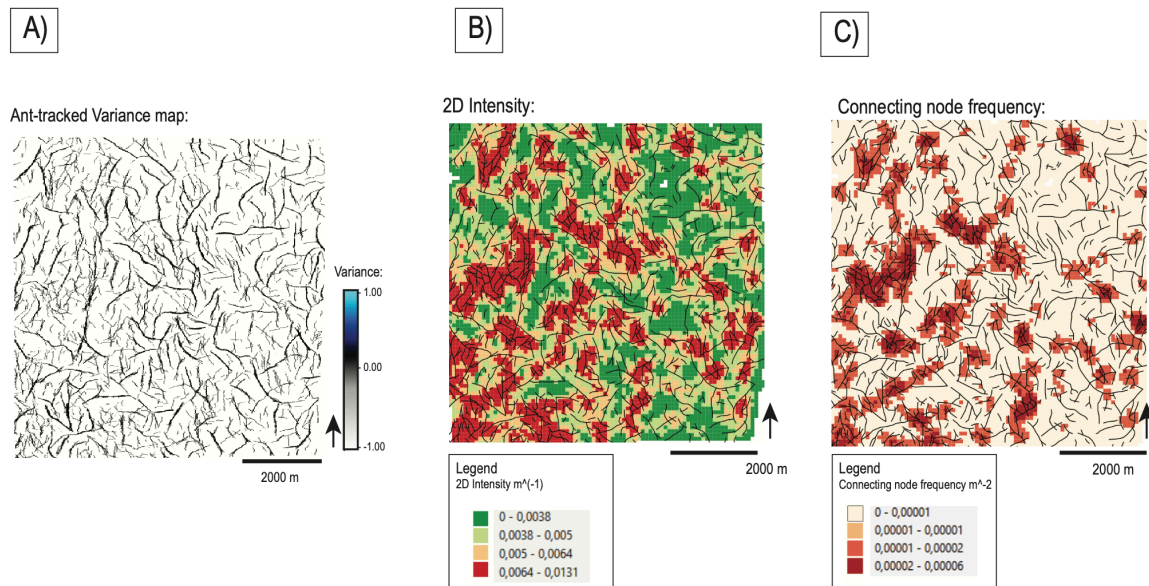 A)
B)
C)
Ant-tracked Variance map:
2D Intensity:
Connecting node frequency:
Variance:
1.00
0.00
-1.00
2000 m
2000 m
2000 m
Legend
2D Intensity m^(-1)
0 - 0,0038
0,0038 - 0,005
0,005 - 0,0064
0,0064 - 0,0131
Legend
Connecting node frequency m^-2
0 - 0,00001
0,00001 - 0,00001
0,00001 - 0,00002
0,00002 - 0,00006